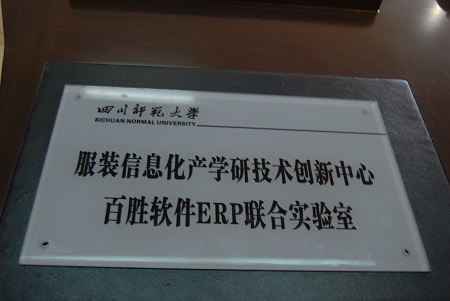 四川师范大学
SICHUAN NORMAL UNIVERSITY
服装信息化产学研技术创新中心
百胜软件ERP联合实验室